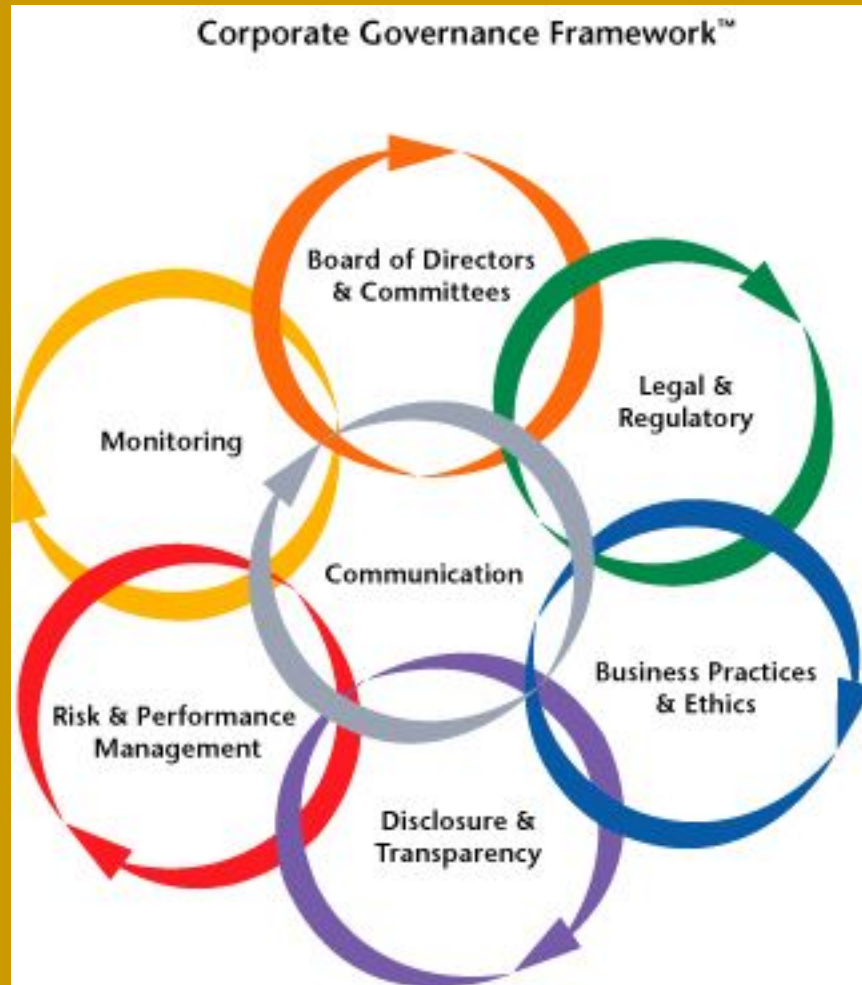 Corporate Governance Framework™
Board of Directors
& Committees
Legal &
Regulatory
Monitoring
Communication
Business Practices
& Ethics
Risk & Performance
Management
Disclosure &
Transparency